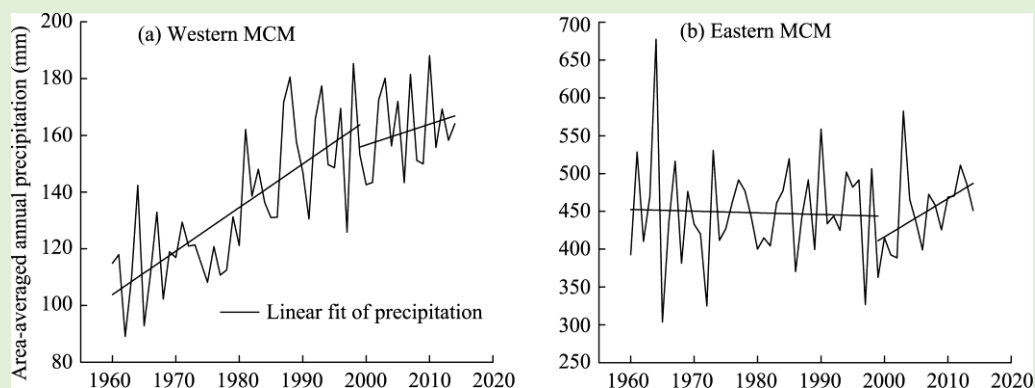 Area-averaged annual precipitation (mm)
(a) Western MCM
200
180
160
140
120
100
80
Linear fit of precipitation
1960 1970 1980 1990 2000 2010 2020
(b) Eastern MCM
700
650
600
550
500
450
400
350
300
250
1960 1970 1980 1990 2000 2010 2020